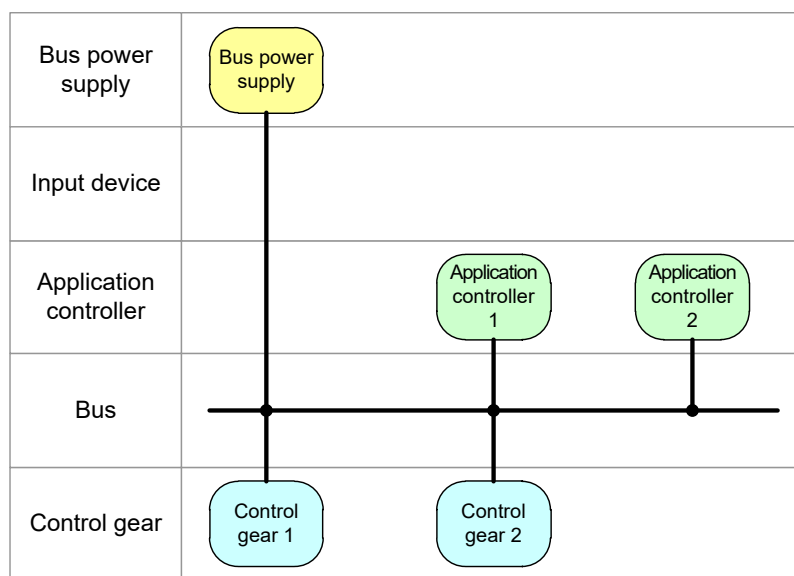 Bus power
supply
Bus power
supply
Input device
Application
controller
Application
controller
1
Application
controller
2
Bus
Control gear
Control
gear 1
Control
gear 2